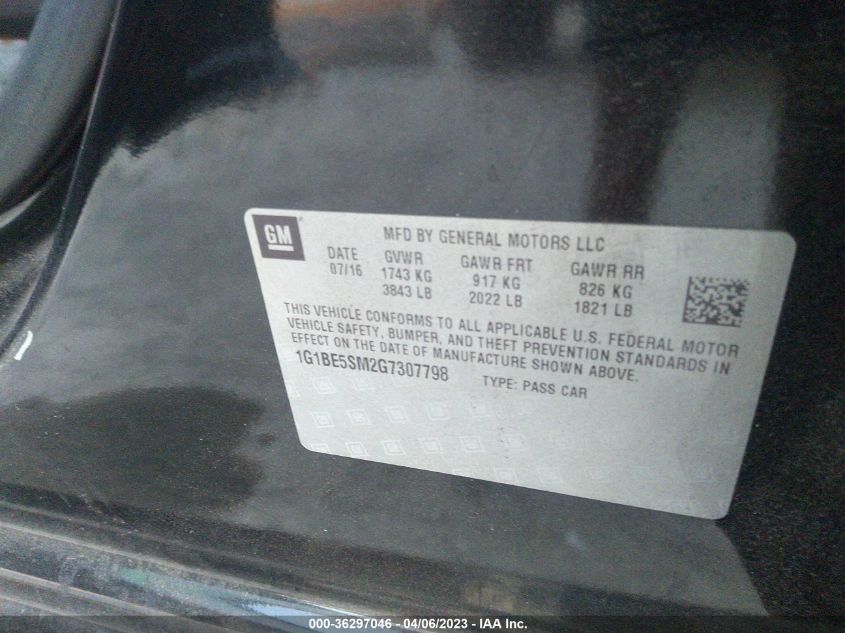 GM
MFD BY GENERAL MOTORS LLC
DATE GVWR GAWR FRT GAWR RR
07/16 1743 KG 917 KG 826 KG
3843 LB 2022 LB 1821 LB
THIS VEHICLE CONFORMS TO ALL APPLICABLE U.S. FEDERAL MOTOR
VEHICLE SAFETY, BUMPER, AND THEFT PREVENTION STANDARDS IN
EFFECT ON THE DATE OF MANUFACTURE SHOWN ABOVE.
1G1BE5SM2G7307798 TYPE: PASS CAR
000-36297046 - 04/06/2023 - IAA Inc.